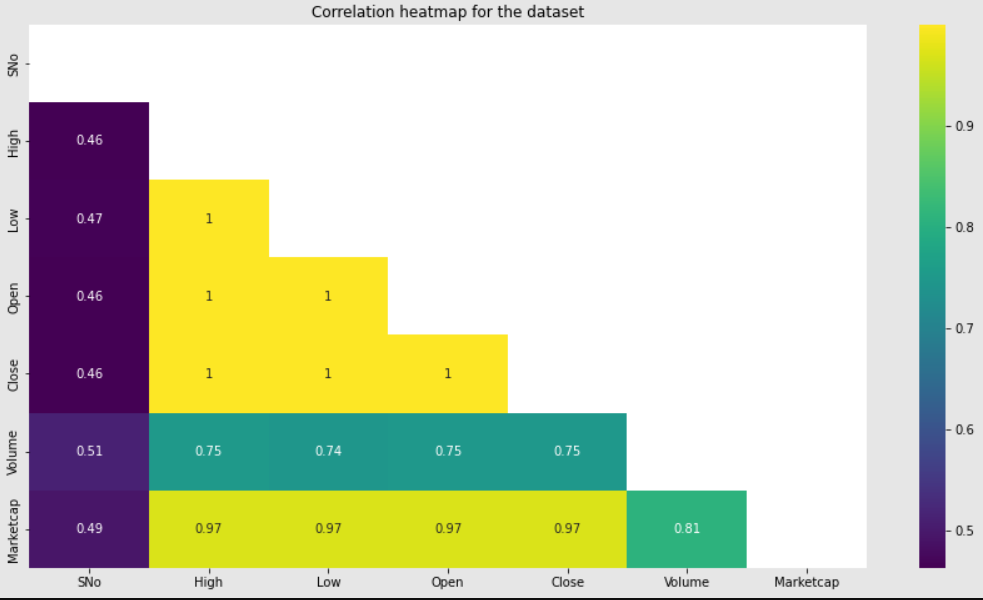 Correlation heatmap for the dataset
SNo
High 0.46
Low 0.47 1
Open 0.46 1 1
Close 0.46 1 1 1
Volume 0.51 0.75 0.74 0.75 0.75
Marketcap 0.49 0.97 0.97 0.97 0.97 0.81
SNo High Low Open Close Volume Marketcap
0.9
0.8
0.7
0.6
0.5